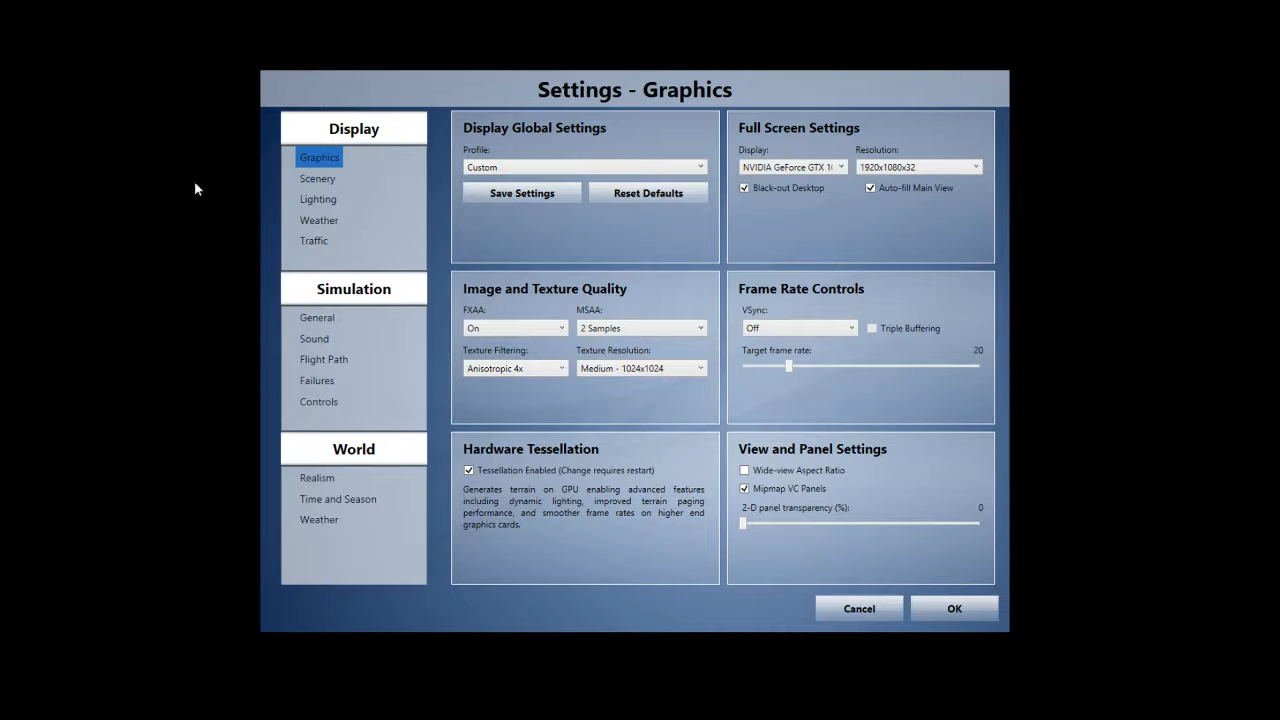 Settings - Graphics
Display
Graphics
Scenery
Lighting
Weather
Traffic
Simulation
General
Sound
Flight Path
Failures
Controls
World
Realism
Time and Season
Weather
Display Global Settings
Profile:
Custom
Save Settings
Reset Defaults
Full Screen Settings
Display: Resolution:
NVIDIA GeForce GTX 1( 1920x1080x32
Black-out Desktop Auto-fill Main View
Image and Texture Quality
FXAA: MSAA:
On 2 Samples
Texture Filtering: Texture Resolution:
Anisotropic 4x Medium - 1024x1024
Frame Rate Controls
VSync:
Off Triple Buffering
Target frame rate: 20
Hardware Tessellation
Tessellation Enabled (Change requires restart)
Generates terrain on GPU enabling advanced features
including dynamic lighting, improved terrain paging
performance, and smoother frame rates on higher end
graphics cards.
View and Panel Settings
Wide-view Aspect Ratio
Mipmap VC Panels
2-D panel transparency (%): 0
Cancel OK